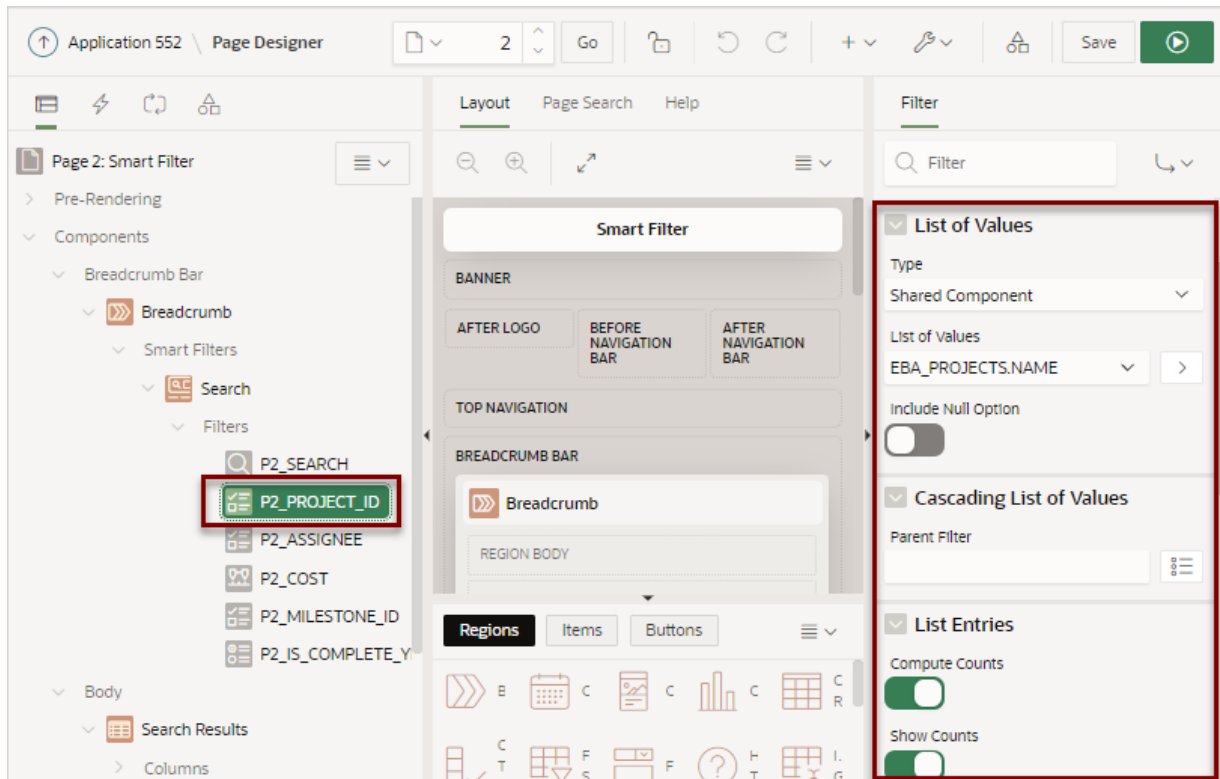 Application 552 \ Page Designer
2
Go
Save
Layout
Page Search
Help
Filter
Page 2: Smart Filter
Filter
Pre-Rendering
Components
Breadcrumb Bar
Breadcrumb
Smart Filters
Search
Filters
P2_SEARCH
P2_PROJECT_ID
P2_ASSIGNEE
P2_COST
P2_MILESTONE_ID
P2_IS_COMPLETE_Y
Body
Search Results
Columns
Smart Filter
BANNER
AFTER LOGO
BEFORE
NAVIGATION
BAR
AFTER
NAVIGATION
BAR
TOP NAVIGATION
BREADCRUMB BAR
Breadcrumb
REGION BODY
Regions
Items
Buttons
B
C
C
C
C
R
C
T
F
S
F
H
T
I.
G
List of Values
Type
Shared Component
List of Values
EBA_PROJECTS.NAME
Include Null Option
Cascading List of Values
Parent Filter
List Entries
Compute Counts
Show Counts